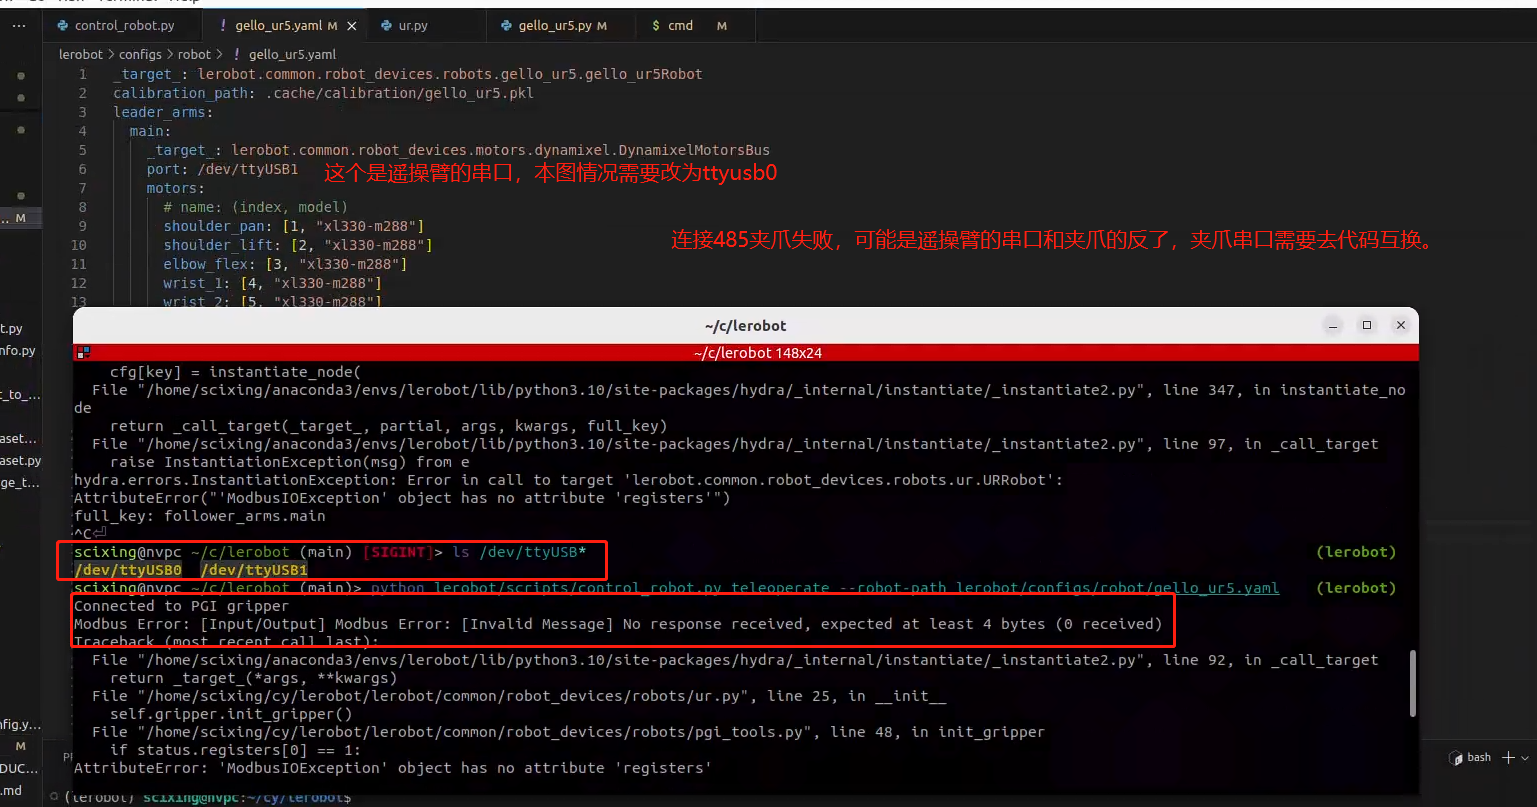 control_robot.py
! gello_ur5.yaml M ×
ur.py
gello_ur5.py M
$ cmd M
lerobot > configs > robot > ! gello_ur5.yaml
1 _target_: lerobot.common.robot_devices.robots.gello_ur5.gello_ur5Robot
2 calibration_path: .cache/calibration/gello_ur5.pkl
3 leader_arms:
4 main:
5 _target_: lerobot.common.robot_devices.motors.dynamixel.DynamixelMotorsBus
6 port: /dev/ttyUSB1 这个是遥操臂的串口，本图情况需要改为ttyusb0
7 motors:
8 # name: (index, model)
9 shoulder_pan: [1, "xl330-m288"]
连接485夹爪失败，可能是遥操臂的串口和夹爪的反了，夹爪串口需要去代码互换。
10 shoulder_lift: [2, "xl330-m288"]
11 elbow_flex: [3, "xl330-m288"]
12 wrist_1: [4, "xl330-m288"]
13 wrist_2: [5, "xl330-m288"]
.. M
t.py
nfo.py
t_to_...
aset...
aset.py
ge_t...
nfig.y...
M
DUC...
.md
~/c/lerobot
~/c/lerobot 148x24
cfg[key] = instantiate_node(
File "/home/scixing/anaconda3/envs/lerobot/lib/python3.10/site-packages/hydra/_internal/instantiate/_instantiate2.py", line 347, in instantiate_no
de
return _call_target(_target_, partial, args, kwargs, full_key)
File "/home/scixing/anaconda3/envs/lerobot/lib/python3.10/site-packages/hydra/_internal/instantiate/_instantiate2.py", line 97, in _call_target
raise InstantiationException(msg) from e
hydra.errors.InstantiationException: Error in call to target 'lerobot.common.robot_devices.robots.ur.URRobot':
AttributeError("'ModbusIOException' object has no attribute 'registers'")
full_key: follower_arms.main
^C⏎
scixing@nvpc ~/c/lerobot (main) [SIGINT]> ls /dev/ttyUSB* (lerobot)
/dev/ttyUSB0 /dev/ttyUSB1
scixing@nvpc ~/c/lerobot (main)> python lerobot/scripts/control_robot.py teleoperate --robot-path lerobot/configs/robot/gello_ur5.yaml (lerobot)
Connected to PGI gripper
Modbus Error: [Input/Output] Modbus Error: [Invalid Message] No response received, expected at least 4 bytes (0 received)
Traceback (most recent call last):
File "/home/scixing/anaconda3/envs/lerobot/lib/python3.10/site-packages/hydra/_internal/instantiate/_instantiate2.py", line 92, in _call_target
return _target_(*args, **kwargs)
File "/home/scixing/cy/lerobot/lerobot/common/robot_devices/robots/ur.py", line 25, in __init__
self.gripper.init_gripper()
File "/home/scixing/cy/lerobot/lerobot/common/robot_devices/robots/pgi_tools.py", line 48, in init_gripper
if status.registers[0] == 1:
AttributeError: 'ModbusIOException' object has no attribute 'registers'
bash
(lerobot) scixing@nvpc:~/cy/lerobot$